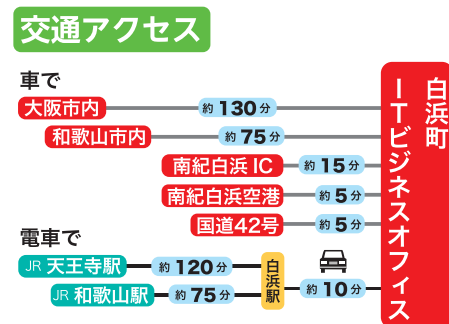 交通アクセス
車で
大阪市内 約130分
和歌山市内 約75分
南紀白浜IC 約15分
南紀白浜空港 約5分
国道42号 約5分
電車で
JR 天王寺駅 約120分
JR 和歌山駅 約75分
白浜駅
約10分
白浜町
ITビジネスオフィス